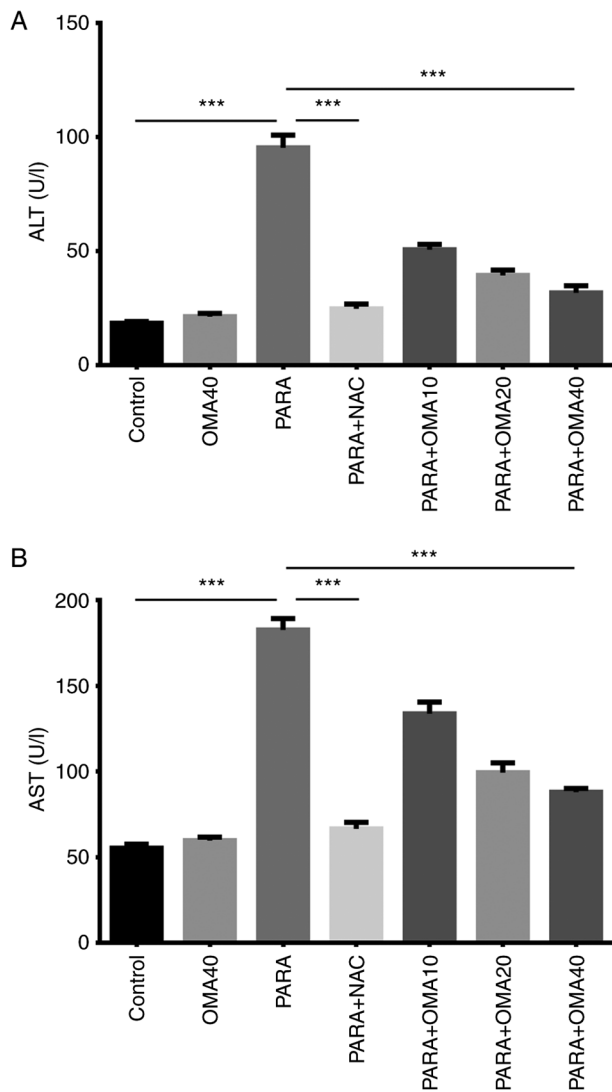 A
150
100
50
0
ALT (U/l)
***
***
***
Control
OMA40
PARA
PARA+NAC
PARA+OMA10
PARA+OMA20
PARA+OMA40
B
200
150
100
50
0
AST (U/l)
***
***
***
Control
OMA40
PARA
PARA+NAC
PARA+OMA10
PARA+OMA20
PARA+OMA40